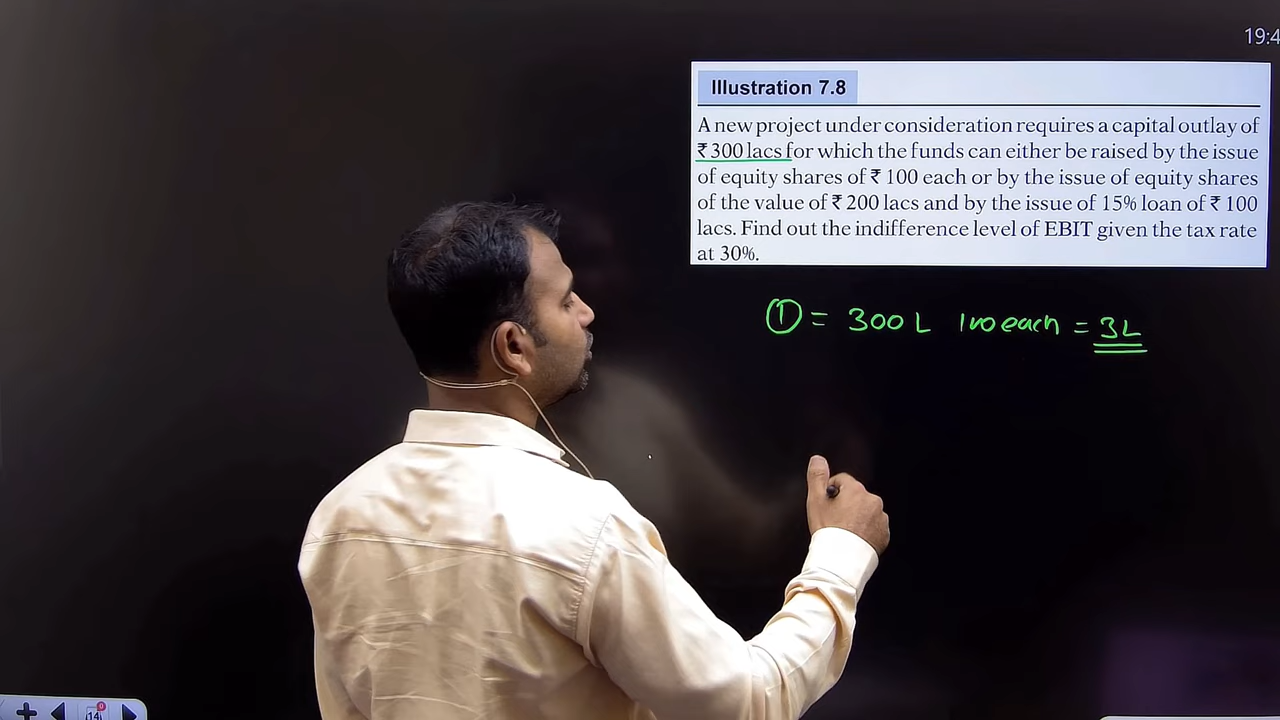 19:4
Illustration 7.8
A new project under consideration requires a capital outlay of
₹ 300 lacs for which the funds can either be raised by the issue
of equity shares of ₹ 100 each or by the issue of equity shares
of the value of ₹ 200 lacs and by the issue of 15% loan of ₹ 100
lacs. Find out the indifference level of EBIT given the tax rate
at 30%.
① = 300 L 100 each = 3L
14